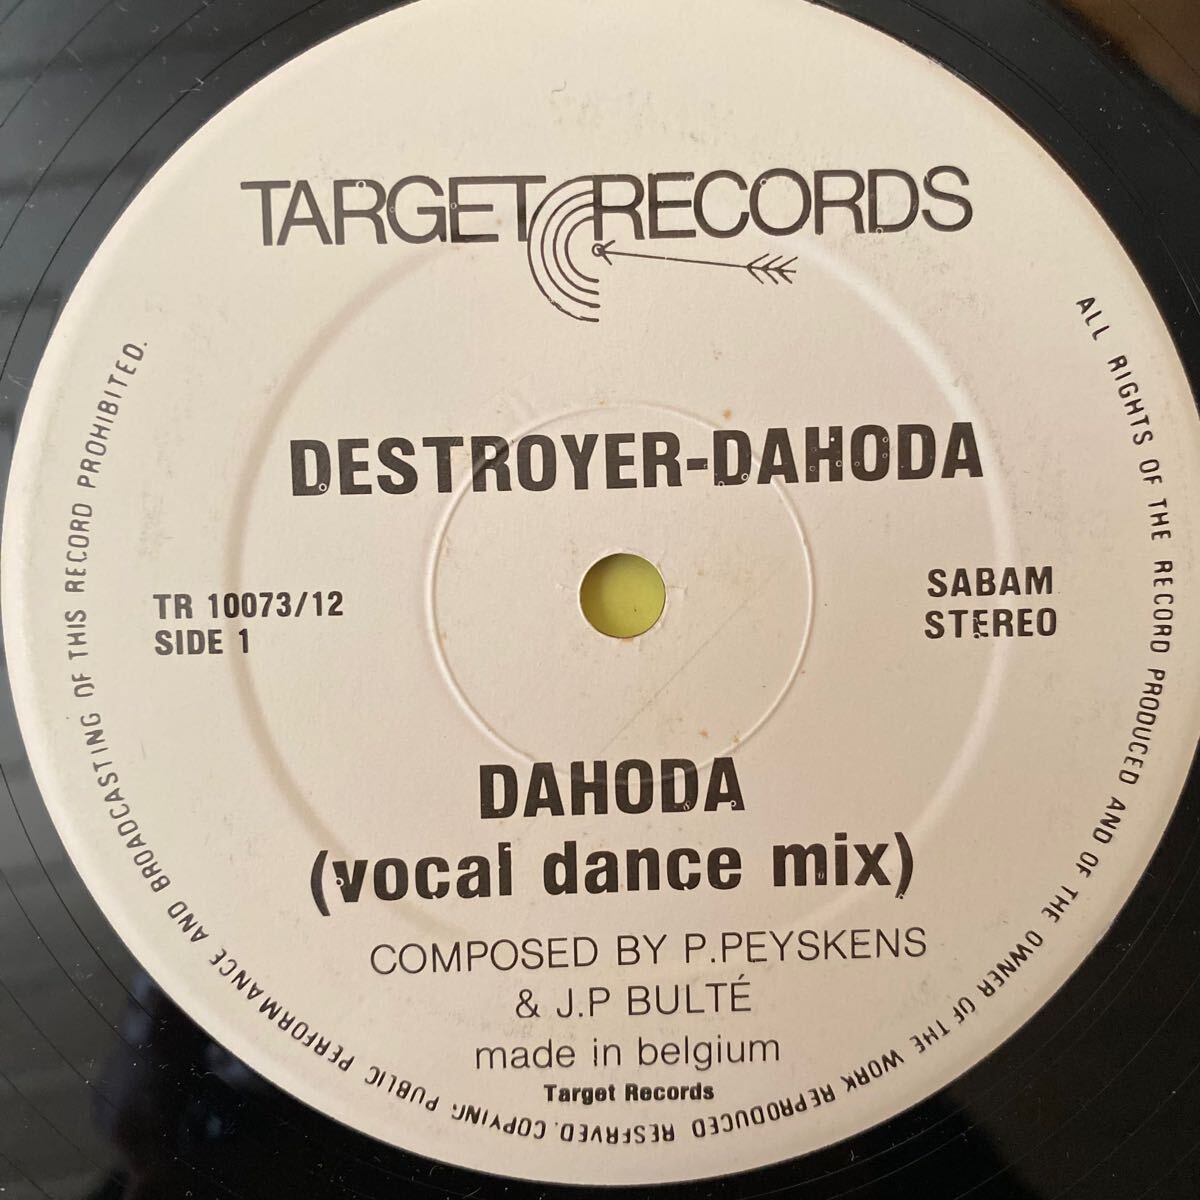 TARGET RECORDS
DESTROYER-DAHODA
TR 10073/12
SIDE 1
SABAM
STEREO
DAHODA
(vocal dance mix)
COMPOSED BY P.PEYSKENS
& J.P BULTÉ
made in belgium
Target Records
ALL RIGHTS OF THE RECORD PRODUCED AND OF THE OWNER OF THE WORK REPRODUCED RESERVED.COPYING PUBLIC PERFORMANCE AND BROADCASTING OF THIS RECORD PROHIBITED.